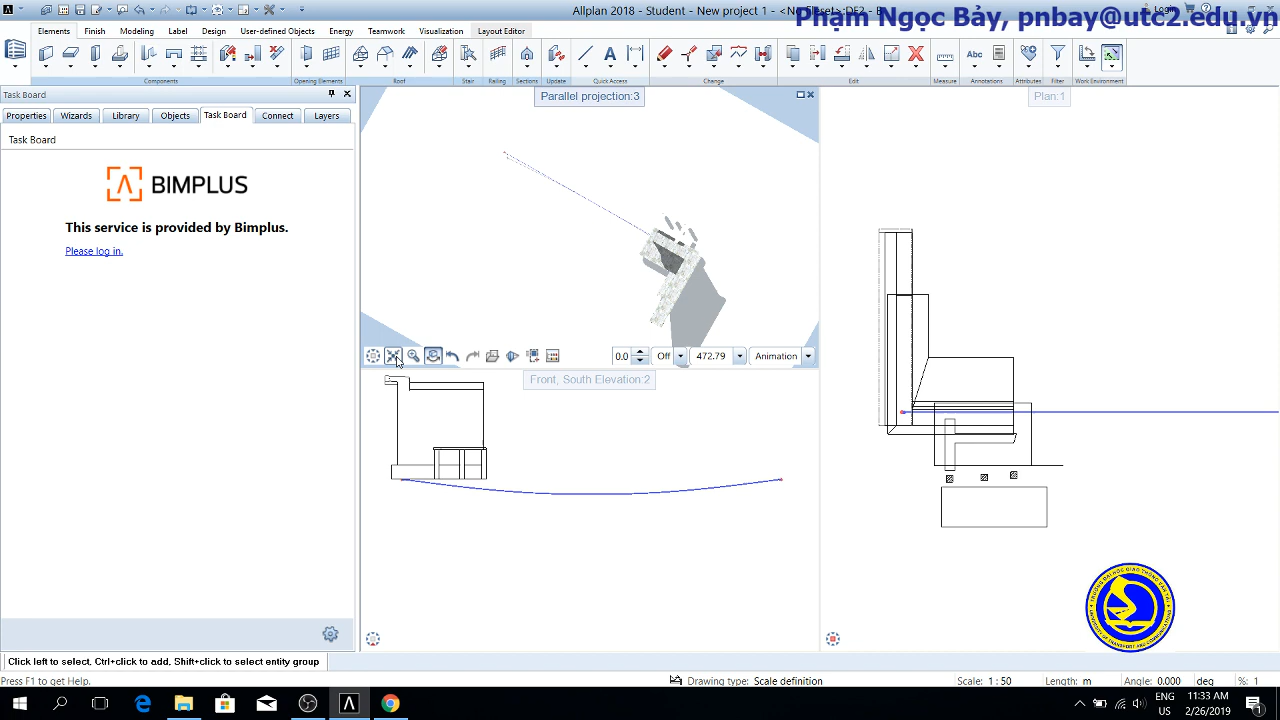 Allplan 2018 - Student - New project 1 - <No fileset>:DE2 - B
Login
Phạm Ngọc Bảy, pnbay@utc2.edu.vn
Elements
Finish
Modeling
Label
Design
User-defined Objects
Energy
Teamwork
Visualization
Layout Editor
Components
Opening Elements
Roof
Stair
Railing
Sections
Update
Quick Access
Change
Edit
Measure
Abc
Annotations
Attributes
Filter
Work Environment
Task Board
Parallel projection:3
Plan:1
Properties
Wizards
Library
Objects
Task Board
Connect
Layers
Task Board
BIMPLUS
This service is provided by Bimplus.
Please log in.
0.0
Off
472.79
Animation
Front, South Elevation:2
Click left to select, Ctrl+click to add, Shift+click to select entity group
Press F1 to get Help.
Drawing type:
Scale definition
Scale: 1 : 50
Length: m
Angle: 0.000
deg
%: 1
ENG
US
11:33 AM
2/26/2019